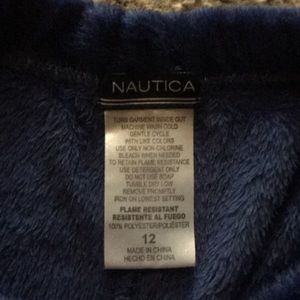 NAUTICA
TURN GARMENT INSIDE OUT
MACHINE WASH COLD
GENTLE CYCLE
WITH LIKE COLORS
USE ONLY NON-CHLORINE
BLEACH WHEN NEEDED
TO RETAIN FLAME RESISTANCE
USE DETERGENT ONLY
DO NOT USE SOAP
TUMBLE DRY LOW
REMOVE PROMPTLY
IRON ON LOWEST SETTING
FLAME RESISTANT
RESISTENTE AL FUEGO
100% POLYESTER/POLIÉSTER
12
MADE IN CHINA
HECHO EN CHINA